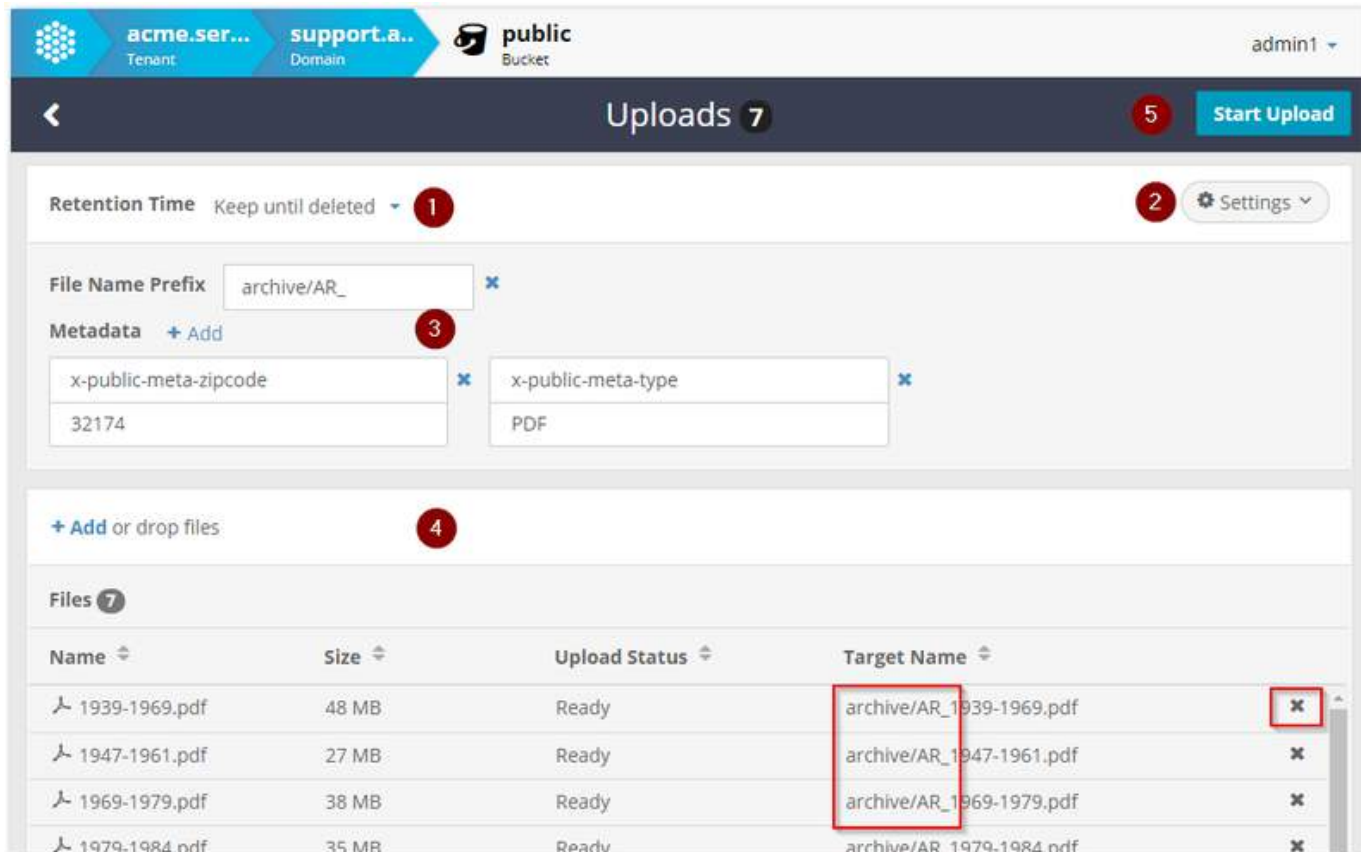 acme.ser... support.a.. public admin1
Tenant Domain Bucket
Uploads 7 5 Start Upload
Retention Time Keep until deleted 1 2 Settings
File Name Prefix archive/AR_
Metadata + Add 3
x-public-meta-zipcode x-public-meta-type
32174 PDF
+ Add or drop files 4
Files 7
Name Size Upload Status Target Name
1939-1969.pdf 48 MB Ready archive/AR_1939-1969.pdf
1947-1961.pdf 27 MB Ready archive/AR_1947-1961.pdf
1969-1979.pdf 38 MB Ready archive/AR_1969-1979.pdf
1979-1984.pdf 35 MB Ready archive/AR_1979-1984.pdf